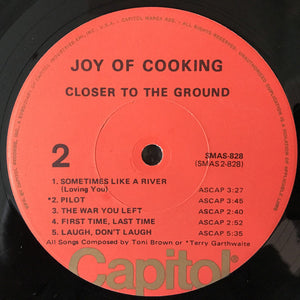 JOY OF COOKING
CLOSER TO THE GROUND
2
SMAS-828
(SMAS 2-828)
1. SOMETIMES LIKE A RIVER
(Loving You) ASCAP 3:27
*2. PILOT ASCAP 3:45
3. THE WAR YOU LEFT ASCAP 2:40
4. FIRST TIME, LAST TIME ASCAP 2:52
5. LAUGH, DON'T LAUGH ASCAP 5:35
All Songs Composed by Toni Brown or *Terry Garthwaite
Capitol®